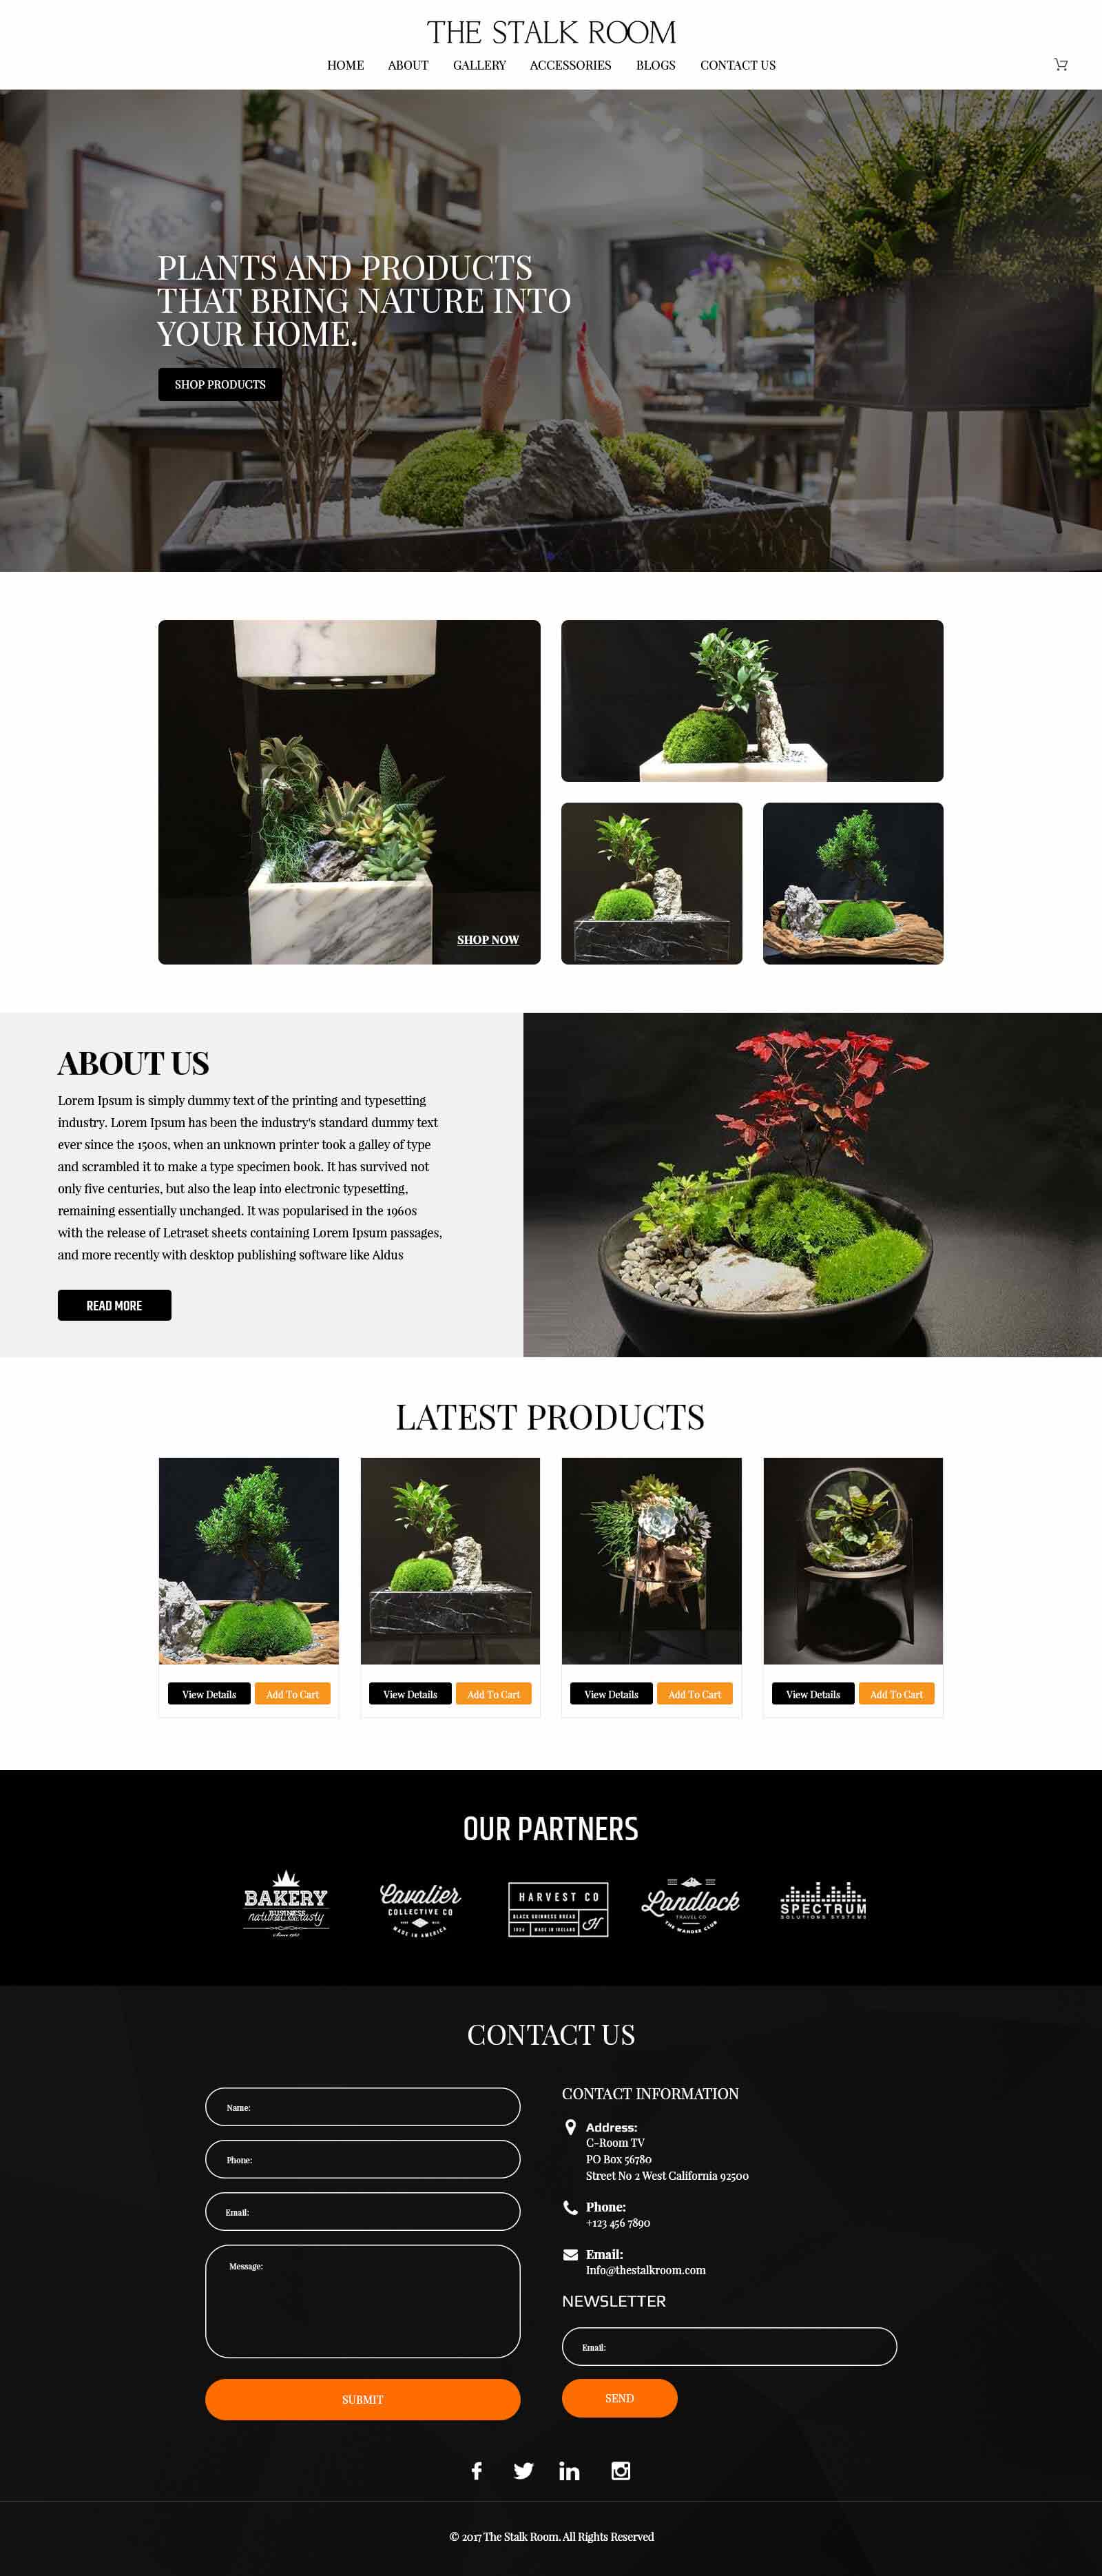 THE STALK ROOM
HOME ABOUT GALLERY ACCESSORIES BLOGS CONTACT US
PLANTS AND PRODUCTS
THAT BRING NATURE INTO
YOUR HOME.
SHOP PRODUCTS
SHOP NOW
ABOUT US
Lorem Ipsum is simply dummy text of the printing and typesetting
industry. Lorem Ipsum has been the industry's standard dummy text
ever since the 1500s, when an unknown printer took a galley of type
and scrambled it to make a type specimen book. It has survived not
only five centuries, but also the leap into electronic typesetting,
remaining essentially unchanged. It was popularised in the 1960s
with the release of Letraset sheets containing Lorem Ipsum passages,
and more recently with desktop publishing software like Aldus
READ MORE
LATEST PRODUCTS
View Details Add To Cart View Details Add To Cart View Details Add To Cart View Details Add To Cart
OUR PARTNERS
BAKERY
BUSINESS
natural & tasty
Since 1963
Cavalier
COLLECTIVE CO
MADE IN AMERICA
HARVEST CO
BLACK GUINNESS BREAD
1856 MADE IN IRELAND H
Landlock
TRAVEL CO
THE WANDER CLUB
SPECTRUM
SOLUTIONS SYSTEMS
CONTACT US
Name:
Phone:
Email:
Message:
SUBMIT
CONTACT INFORMATION
Address:
C-Room TV
PO Box 56780
Street No 2 West California 92500
Phone:
+123 456 7890
Email:
Info@thestalkroom.com
NEWSLETTER
Email:
SEND
© 2017 The Stalk Room. All Rights Reserved